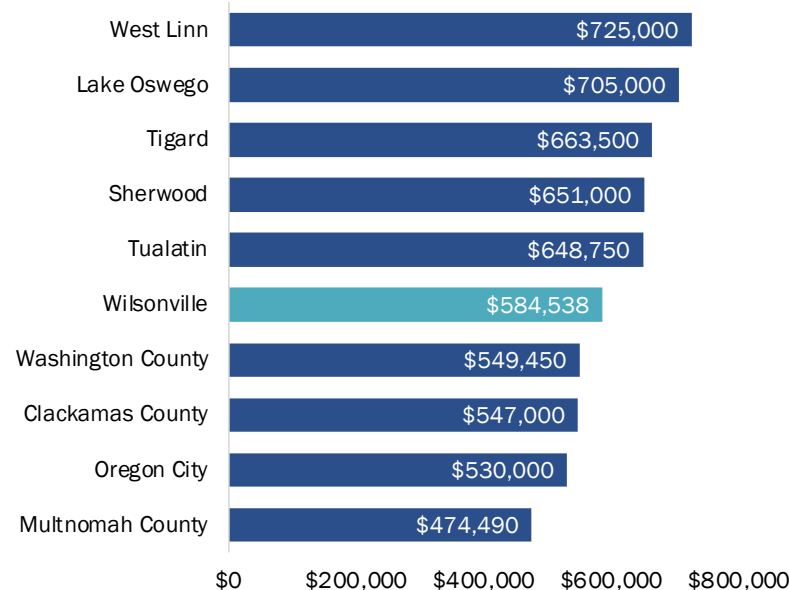 West Linn $725,000
Lake Oswego $705,000
Tigard $663,500
Sherwood $651,000
Tualatin $648,750
Wilsonville $584,538
Washington County $549,450
Clackamas County $547,000
Oregon City $530,000
Multnomah County $474,490
$0 $200,000 $400,000 $600,000 $800,000